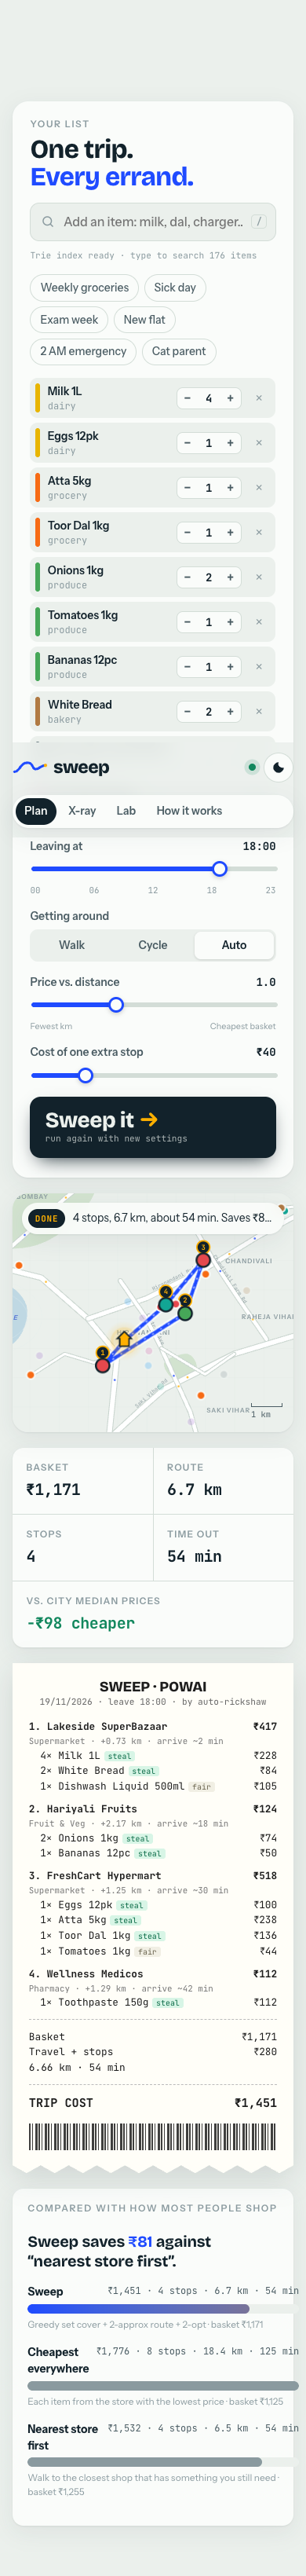 YOUR LIST
One trip.
Every errand.
Add an item: milk, dal, charger.. /
Trie index ready · type to search 176 items
Weekly groceries Sick day
Exam week New flat
2 AM emergency Cat parent
Milk 1L
dairy
− 4 + ×
Eggs 12pk
dairy
− 1 + ×
Atta 5kg
grocery
− 1 + ×
Toor Dal 1kg
grocery
− 1 + ×
Onions 1kg
produce
− 2 + ×
Tomatoes 1kg
produce
− 1 + ×
Bananas 12pc
produce
− 1 + ×
White Bread
bakery
− 2 + ×
sweep
Plan X-ray Lab How it works
Leaving at 18:00
00 06 12 18 23
Getting around
Walk Cycle Auto
Price vs. distance 1.0
Fewest km Cheapest basket
Cost of one extra stop ₹40
Sweep it →
run again with new settings
DONE 4 stops, 6.7 km, about 54 min. Saves ₹8...
CHANDIVALI
3
4
2
1
SAKI VIHAR
1 km
BASKET
₹1,171
ROUTE
6.7 km
STOPS
4
TIME OUT
54 min
VS. CITY MEDIAN PRICES
-₹98 cheaper
SWEEP · POWAI
19/11/2026 · leave 18:00 · by auto-rickshaw
1. Lakeside SuperBazaar ₹417
Supermarket · +0.73 km · arrive ~2 min
4× Milk 1L steal ₹228
2× White Bread steal ₹84
1× Dishwash Liquid 500ml fair ₹105
2. Hariyali Fruits ₹124
Fruit & Veg · +2.17 km · arrive ~18 min
2× Onions 1kg steal ₹74
1× Bananas 12pc steal ₹50
3. FreshCart Hypermart ₹518
Supermarket · +1.25 km · arrive ~30 min
1× Eggs 12pk steal ₹100
1× Atta 5kg steal ₹238
1× Toor Dal 1kg steal ₹136
1× Tomatoes 1kg fair ₹44
4. Wellness Medicos ₹112
Pharmacy · +1.29 km · arrive ~42 min
1× Toothpaste 150g steal ₹112
Basket ₹1,171
Travel + stops ₹280
6.66 km · 54 min
TRIP COST ₹1,451
COMPARED WITH HOW MOST PEOPLE SHOP
Sweep saves ₹81 against
“nearest store first”.
Sweep ₹1,451 · 4 stops · 6.7 km · 54 min
Greedy set cover + 2-approx route + 2-opt · basket ₹1,171
Cheapest everywhere ₹1,776 · 8 stops · 18.4 km · 125 min
Each item from the store with the lowest price · basket ₹1,125
Nearest store first ₹1,532 · 4 stops · 6.5 km · 54 min
Walk to the closest shop that has something you still need ·
basket ₹1,255